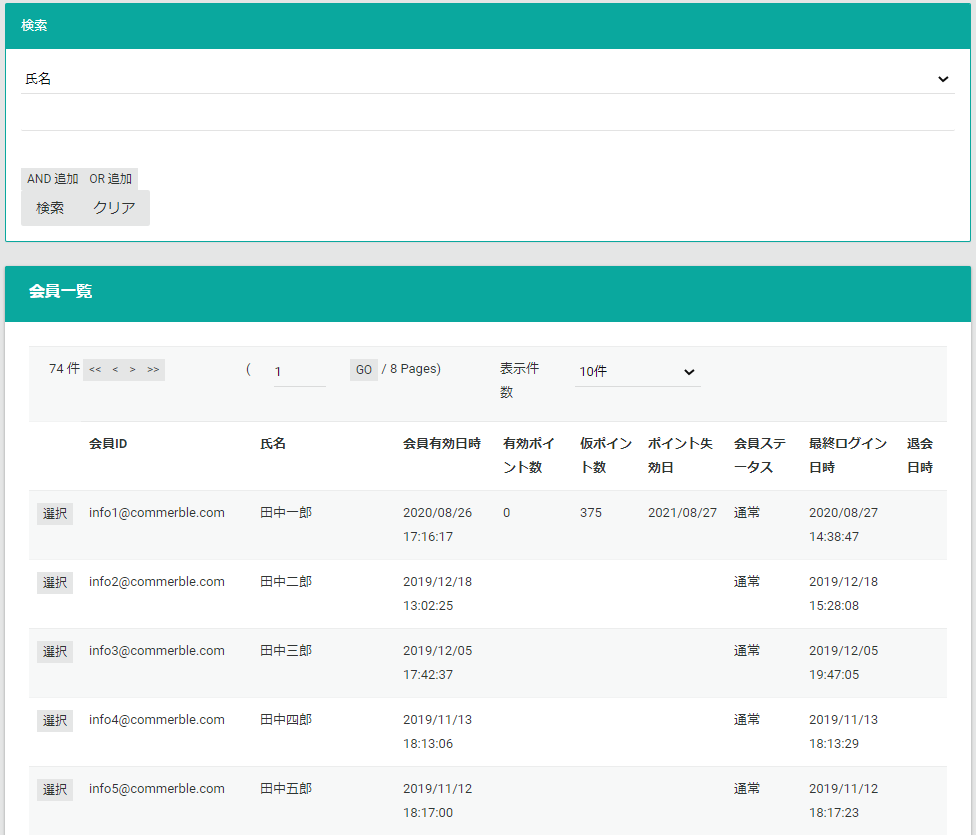 検索
氏名
AND 追加 OR 追加
検索 クリア
会員一覧
74 件 << < > >> ( 1 GO / 8 Pages) 表示件 10件
数
会員ID 氏名 会員有効日時 有効ポイ 仮ポイン ポイント失 会員ステ 最終ログイン 退会
ント数 ト数 効日 ータス 日時 日時
選択 info1@commerble.com 田中一郎 2020/08/26 0 375 2021/08/27 通常 2020/08/27
17:16:17 14:38:47
選択 info2@commerble.com 田中二郎 2019/12/18 通常 2019/12/18
13:02:25 15:28:08
選択 info3@commerble.com 田中三郎 2019/12/05 通常 2019/12/05
17:42:37 19:47:05
選択 info4@commerble.com 田中四郎 2019/11/13 通常 2019/11/13
18:13:06 18:13:29
選択 info5@commerble.com 田中五郎 2019/11/12 通常 2019/11/12
18:17:00 18:17:23